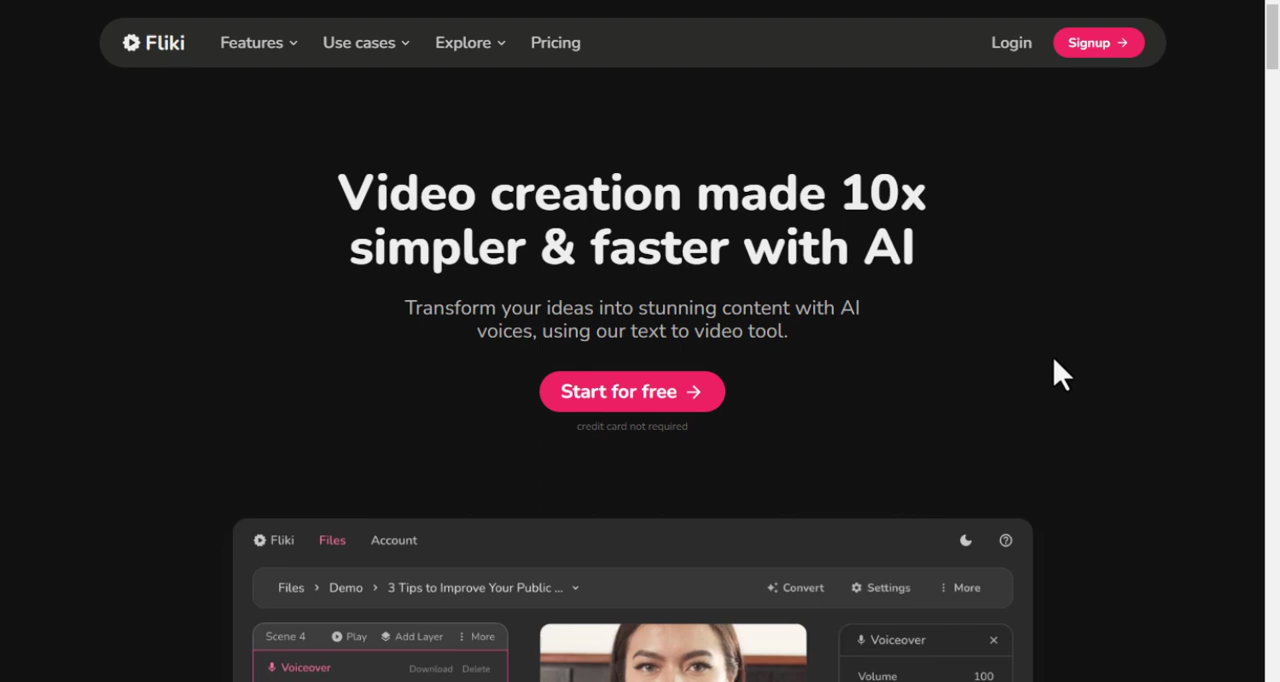 Fliki Features Use cases Explore Pricing Login Signup →
Video creation made 10x
simpler & faster with AI
Transform your ideas into stunning content with AI
voices, using our text to video tool.
Start for free →
credit card not required
Fliki Files Account
Files > Demo > 3 Tips to Improve Your Public ... Convert Settings More
Scene 4 Play Add Layer More
Voiceover Download Delete
Voiceover ×
Volume 100